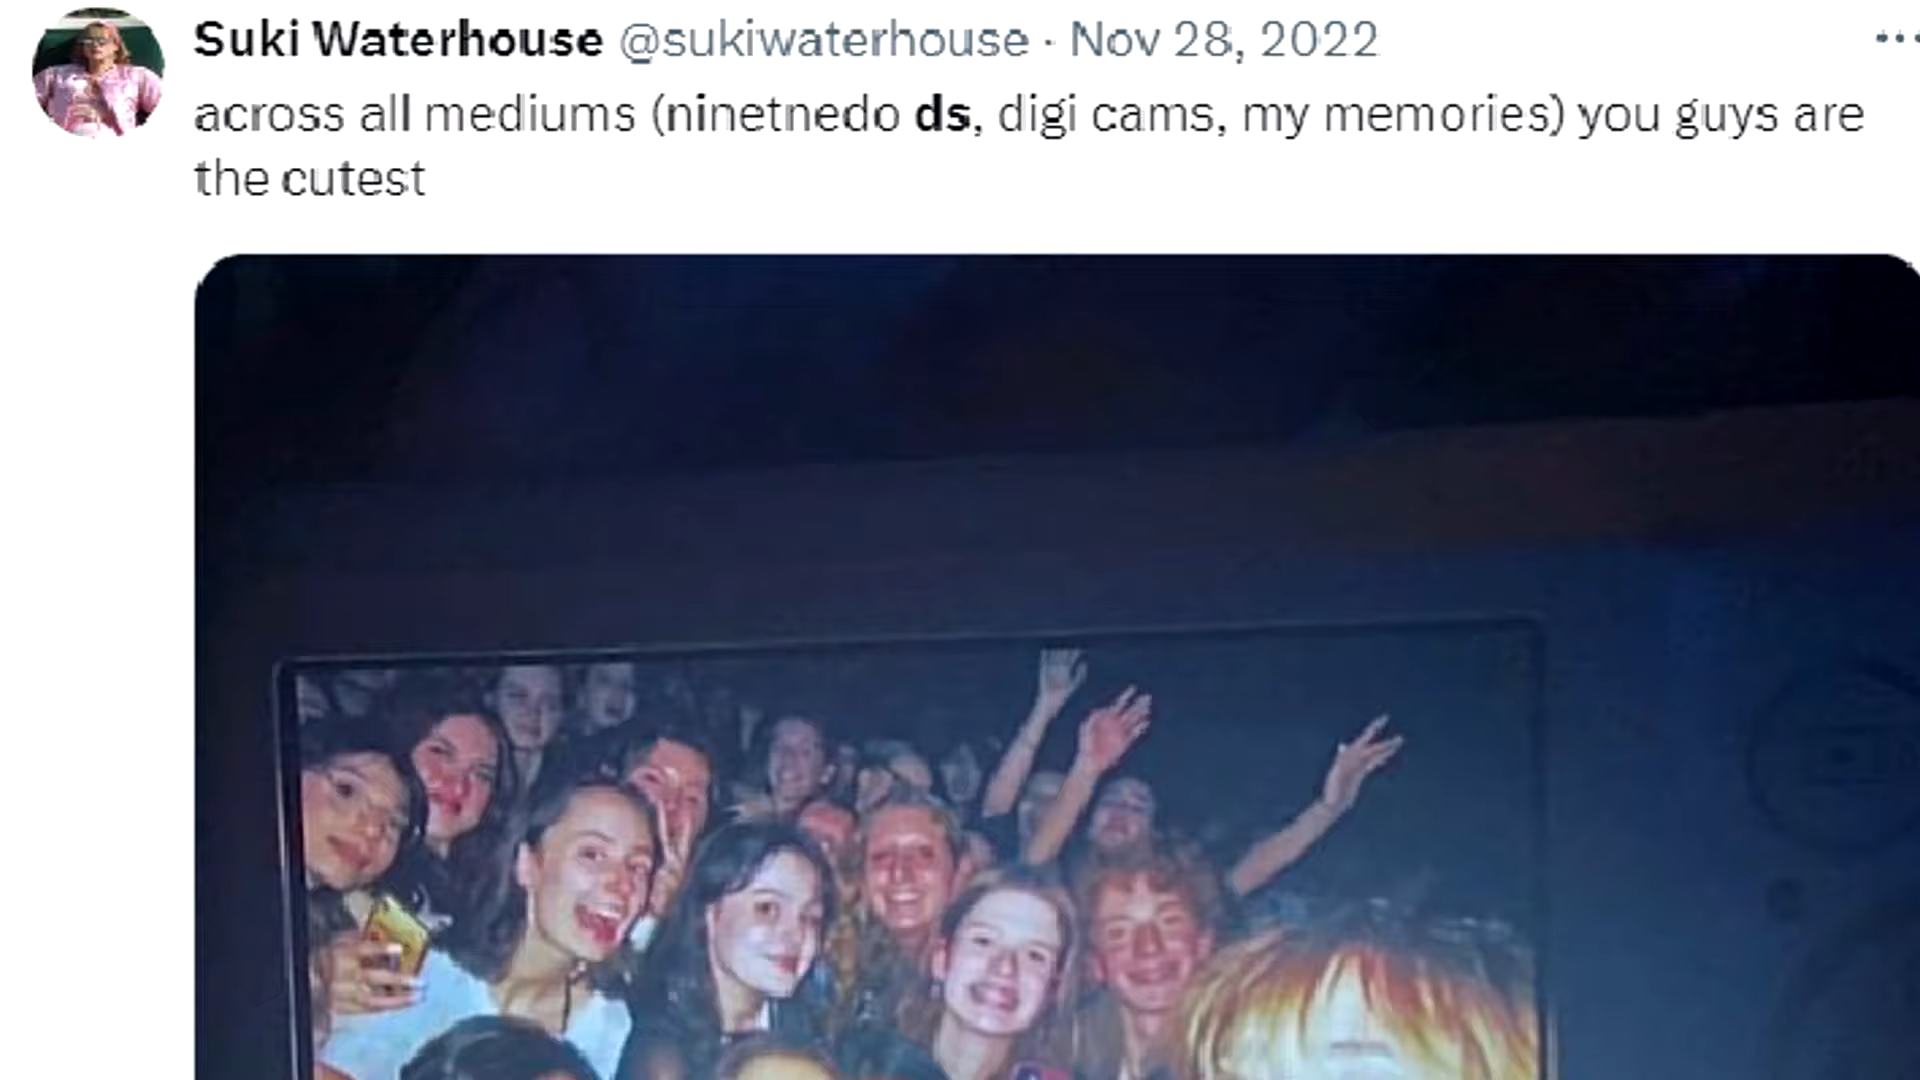 Suki Waterhouse @sukiwaterhouse · Nov 28, 2022
across all mediums (ninetnedo ds, digi cams, my memories) you guys are
the cutest